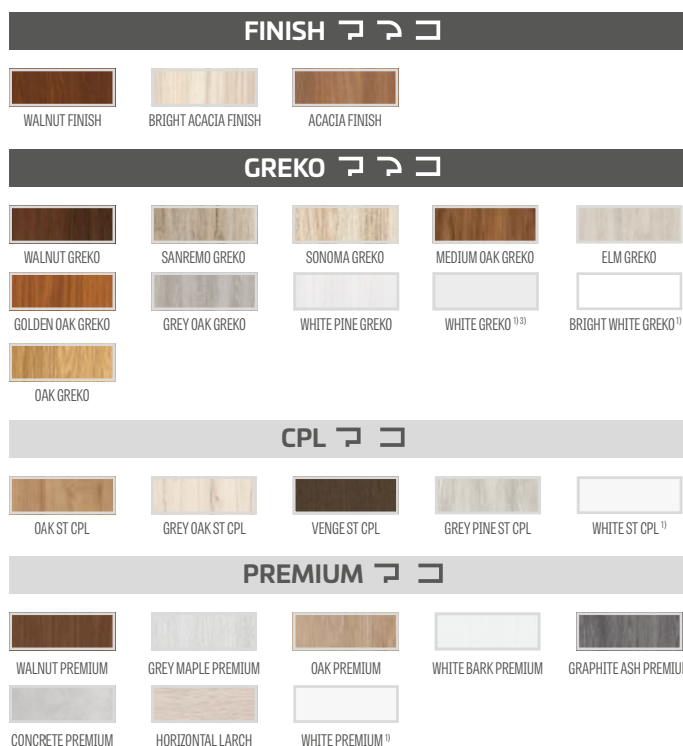 FINISH
WALNUT FINISH BRIGHT ACACIA FINISH ACACIA FINISH
GREKO
WALNUT GREKO SANREMO GREKO SONOMA GREKO MEDIUM OAK GREKO ELM GREKO
GOLDEN OAK GREKO GREY OAK GREKO WHITE PINE GREKO WHITE GREKO 1) 3) BRIGHT WHITE GREKO 1)
OAK GREKO
CPL
OAK ST CPL GREY OAK ST CPL VENGE ST CPL GREY PINE ST CPL WHITE ST CPL 1)
PREMIUM
WALNUT PREMIUM GREY MAPLE PREMIUM OAK PREMIUM WHITE BARK PREMIUM GRAPHITE ASH PREMIU
CONCRETE PREMIUM HORIZONTAL LARCH WHITE PREMIUM 1)